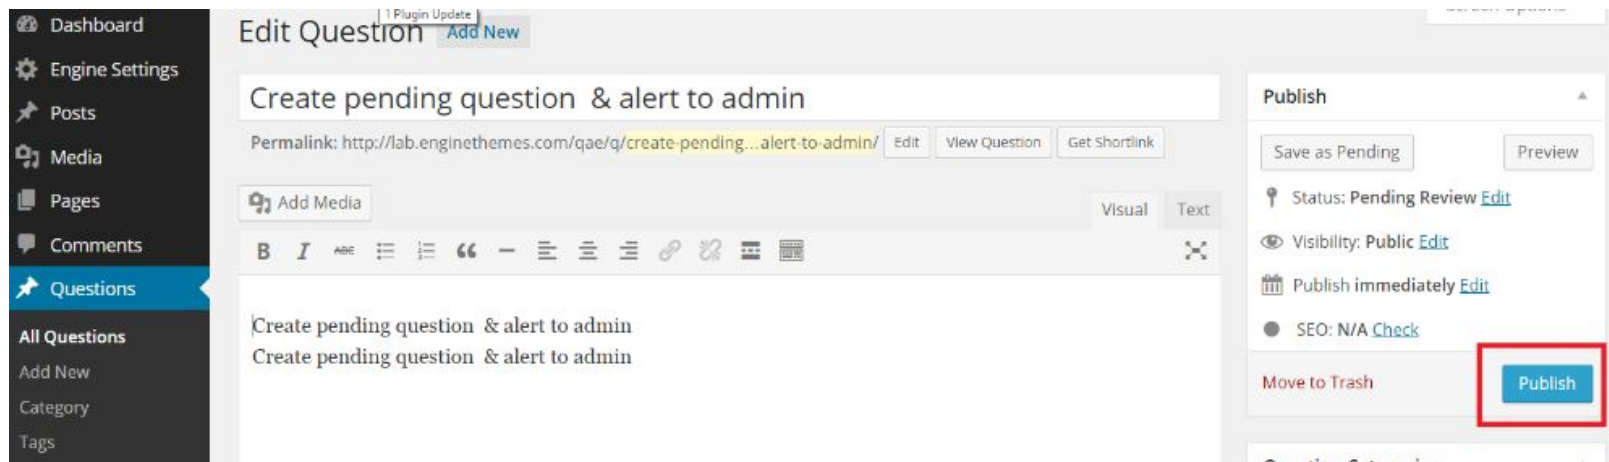 1 Plugin Update
Dashboard
Engine Settings
Posts
Media
Pages
Comments
Questions
All Questions
Add New
Category
Tags
Edit Question Add New
Create pending question & alert to admin
Permalink: http://lab.enginethemes.com/qae/q/create-pending...alert-to-admin/ Edit View Question Get Shortlink
Add Media
Visual Text
B I ABE
Create pending question & alert to admin
Create pending question & alert to admin
Publish
Save as Pending Preview
Status: Pending Review Edit
Visibility: Public Edit
Publish immediately Edit
SEO: N/A Check
Move to Trash Publish